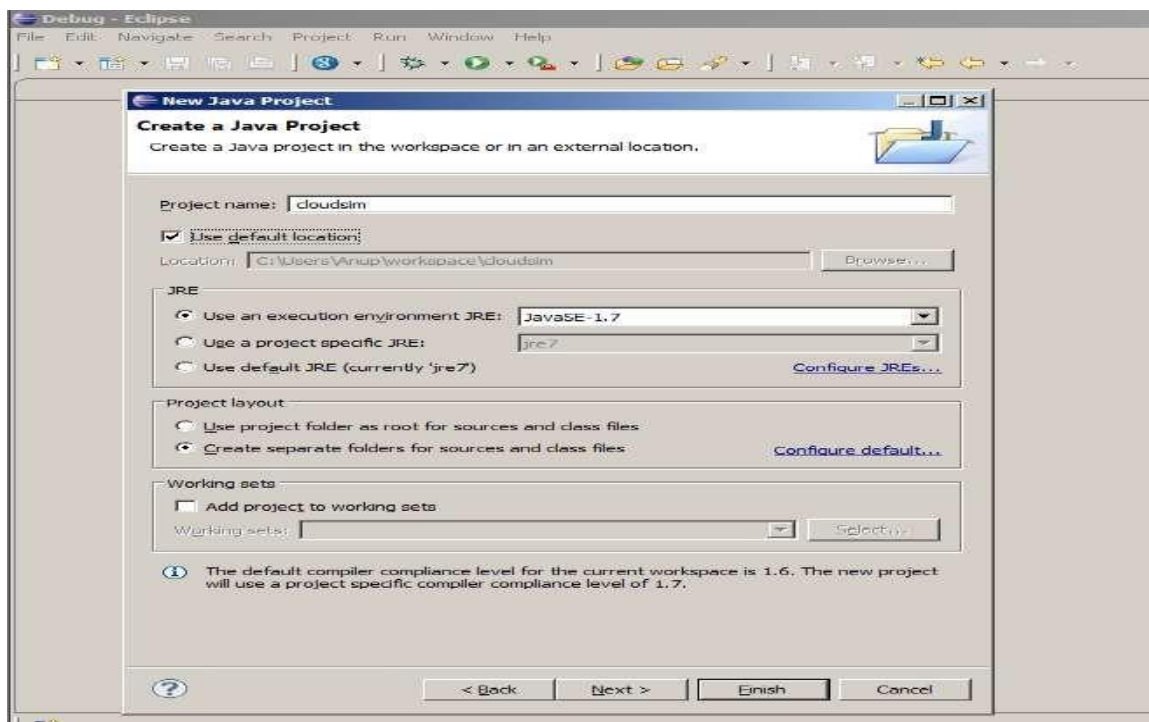 Debug - Eclipse
File Edit Navigate Search Project Run Window Help
New Java Project
Create a Java Project
Create a Java project in the workspace or in an external location.
Project name: cloudsim
Use default location
Location: C:\Users\Anup\workspace\cloudsim Browse...
JRE
Use an execution environment JRE: JavaSE-1.7
Use a project specific JRE: jre7
Use default JRE (currently 'jre7') Configure JREs...
Project layout
Use project folder as root for sources and class files
Create separate folders for sources and class files Configure default...
Working sets
Add project to working sets
Working sets: Select...
The default compiler compliance level for the current workspace is 1.6. The new project
will use a project specific compiler compliance level of 1.7.
< Back Next > Finish Cancel